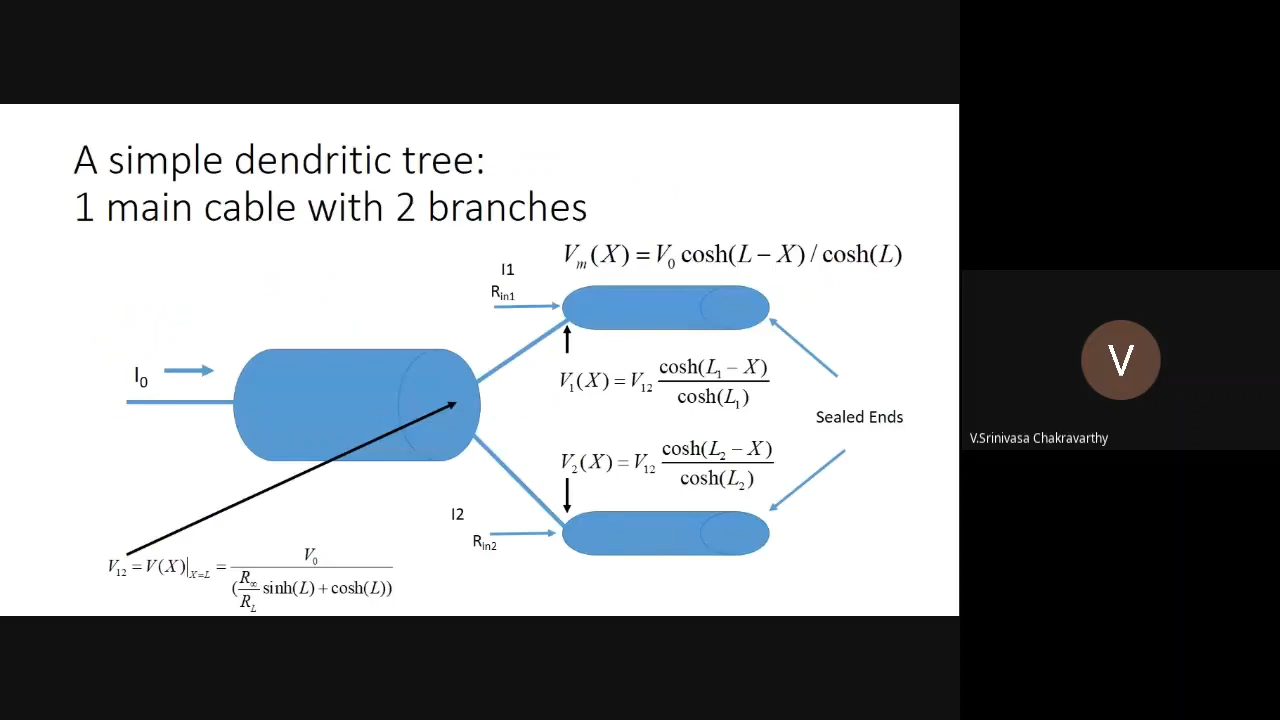 A simple dendritic tree:
1 main cable with 2 branches
V_m(X) = V_0 cosh(L − X) / cosh(L)
I1
R_in1
I_0
V_1(X) = V_12 cosh(L_1 − X) / cosh(L_1)
Sealed Ends
V_2(X) = V_12 cosh(L_2 − X) / cosh(L_2)
I2
R_in2
V_12 = V(X)|_{X=L} = V_0 / (R_∞/R_L sinh(L) + cosh(L))
V
V.Srinivasa Chakravarthy